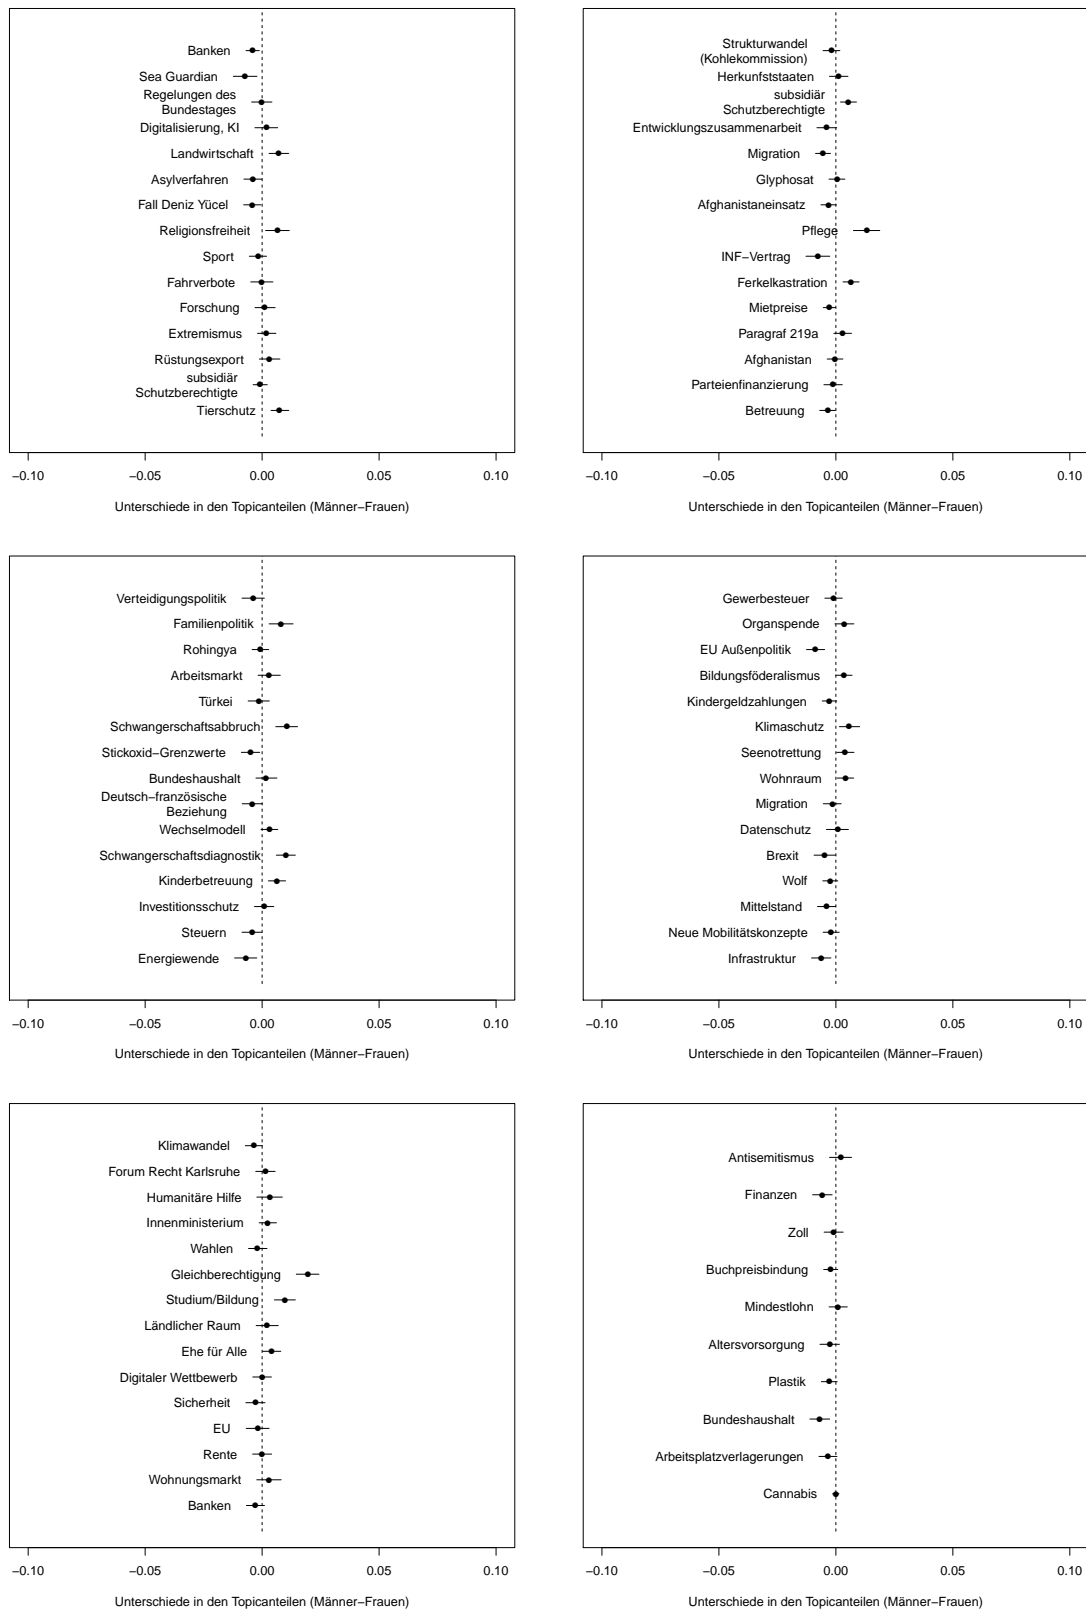 Banken
Sea Guardian
Regelungen des
Bundestages
Digitalisierung, KI
Landwirtschaft
Asylverfahren
Fall Deniz Yücel
Religionsfreiheit
Sport
Fahrverbote
Forschung
Extremismus
Rüstungsexport
subsidiär
Schutzberechtigte
Tierschutz
−0.10 −0.05 0.00 0.05 0.10
Unterschiede in den Topicanteilen (Männer−Frauen)
Strukturwandel
(Kohlekommission)
Herkunfststaaten
subsidiär
Schutzberechtigte
Entwicklungszusammenarbeit
Migration
Glyphosat
Afghanistaneinsatz
Pflege
INF−Vertrag
Ferkelkastration
Mietpreise
Paragraf 219a
Afghanistan
Parteienfinanzierung
Betreuung
−0.10 −0.05 0.00 0.05 0.10
Unterschiede in den Topicanteilen (Männer−Frauen)
Verteidigungspolitik
Familienpolitik
Rohingya
Arbeitsmarkt
Türkei
Schwangerschaftsabbruch
Stickoxid−Grenzwerte
Bundeshaushalt
Deutsch−französische
Beziehung
Wechselmodell
Schwangerschaftsdiagnostik
Kinderbetreuung
Investitionsschutz
Steuern
Energiewende
−0.10 −0.05 0.00 0.05 0.10
Unterschiede in den Topicanteilen (Männer−Frauen)
Gewerbesteuer
Organspende
EU Außenpolitik
Bildungsföderalismus
Kindergeldzahlungen
Klimaschutz
Seenotrettung
Wohnraum
Migration
Datenschutz
Brexit
Wolf
Mittelstand
Neue Mobilitätskonzepte
Infrastruktur
−0.10 −0.05 0.00 0.05 0.10
Unterschiede in den Topicanteilen (Männer−Frauen)
Klimawandel
Forum Recht Karlsruhe
Humanitäre Hilfe
Innenministerium
Wahlen
Gleichberechtigung
Studium/Bildung
Ländlicher Raum
Ehe für Alle
Digitaler Wettbewerb
Sicherheit
EU
Rente
Wohnungsmarkt
Banken
−0.10 −0.05 0.00 0.05 0.10
Unterschiede in den Topicanteilen (Männer−Frauen)
Antisemitismus
Finanzen
Zoll
Buchpreisbindung
Mindestlohn
Altersvorsorgung
Plastik
Bundeshaushalt
Arbeitsplatzverlagerungen
Cannabis
−0.10 −0.05 0.00 0.05 0.10
Unterschiede in den Topicanteilen (Männer−Frauen)